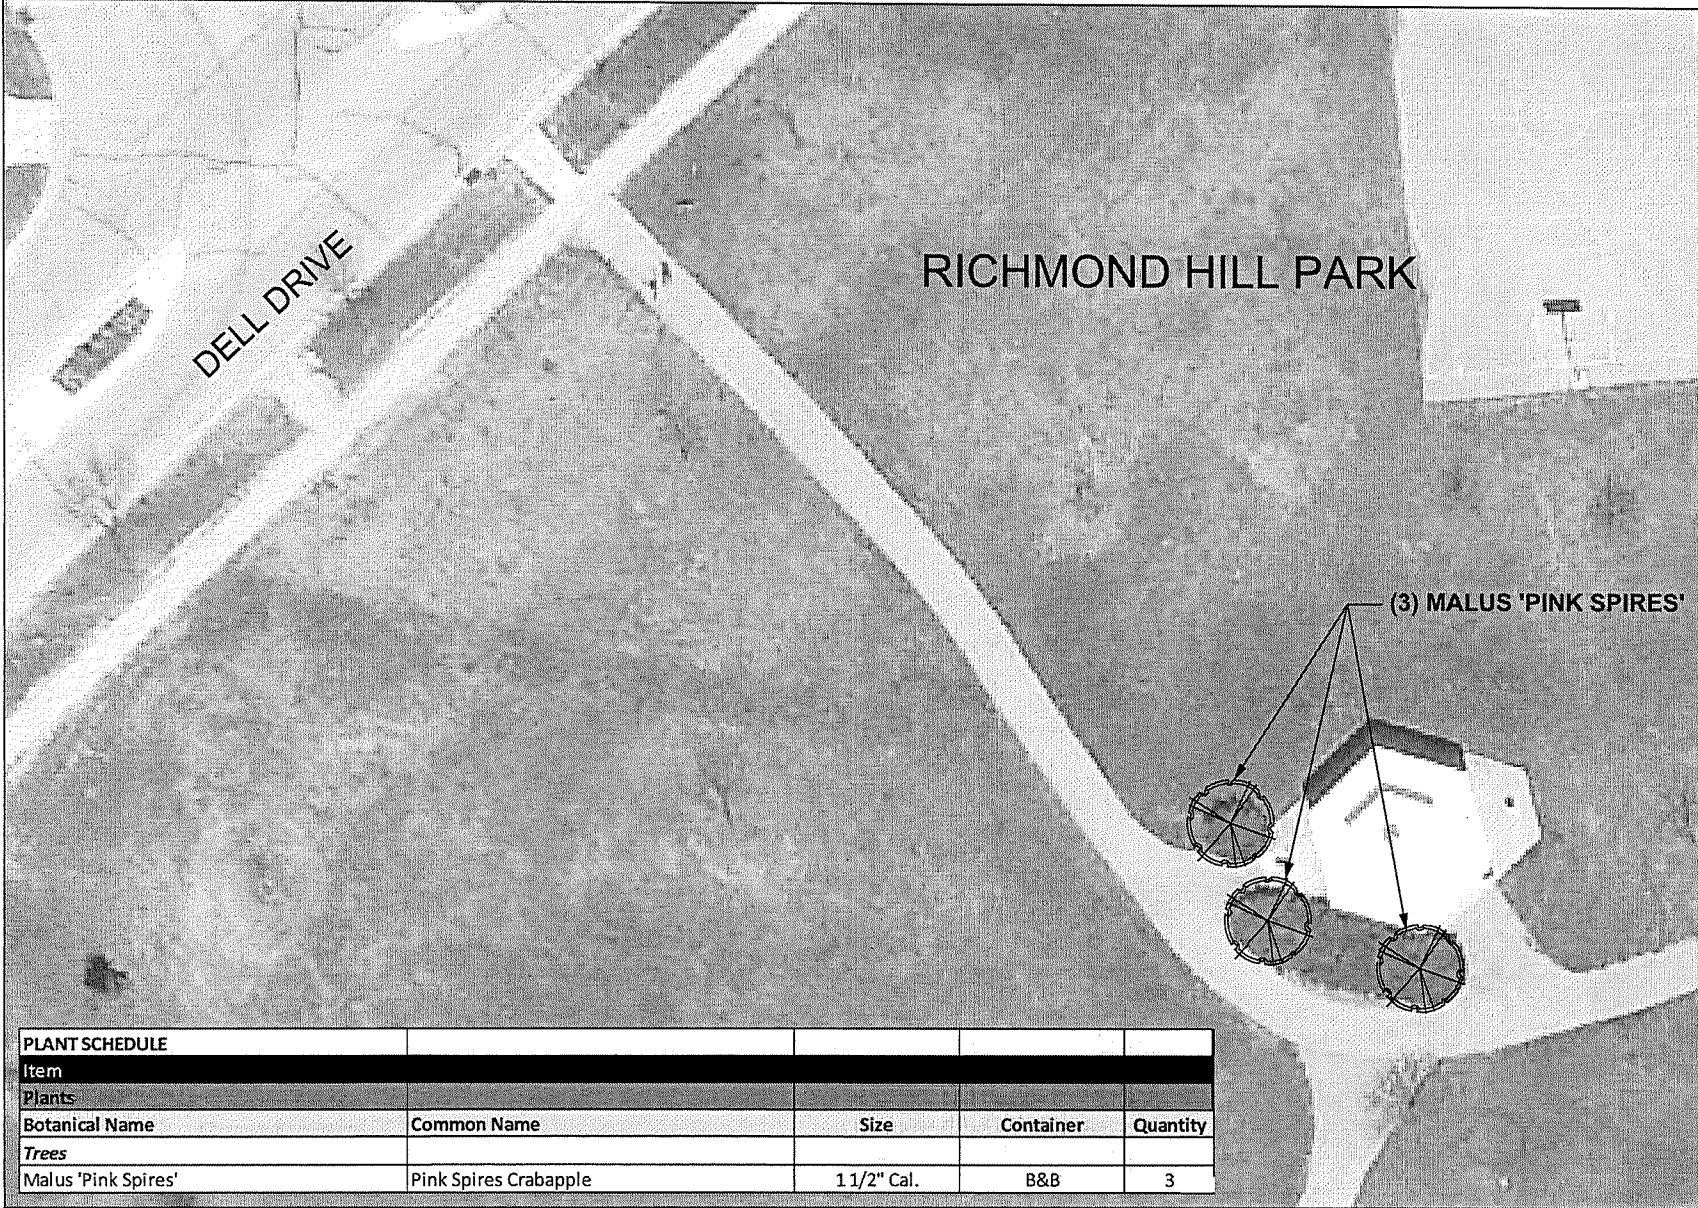 RICHMOND HILL PARK
DELL DRIVE
(3) MALUS 'PINK SPIRES'
PLANT SCHEDULE
Item
Plants
Botanical Name Common Name Size Container Quantity
Trees
Malus 'Pink Spires' Pink Spires Crabapple 1 1/2" Cal. B&B 3